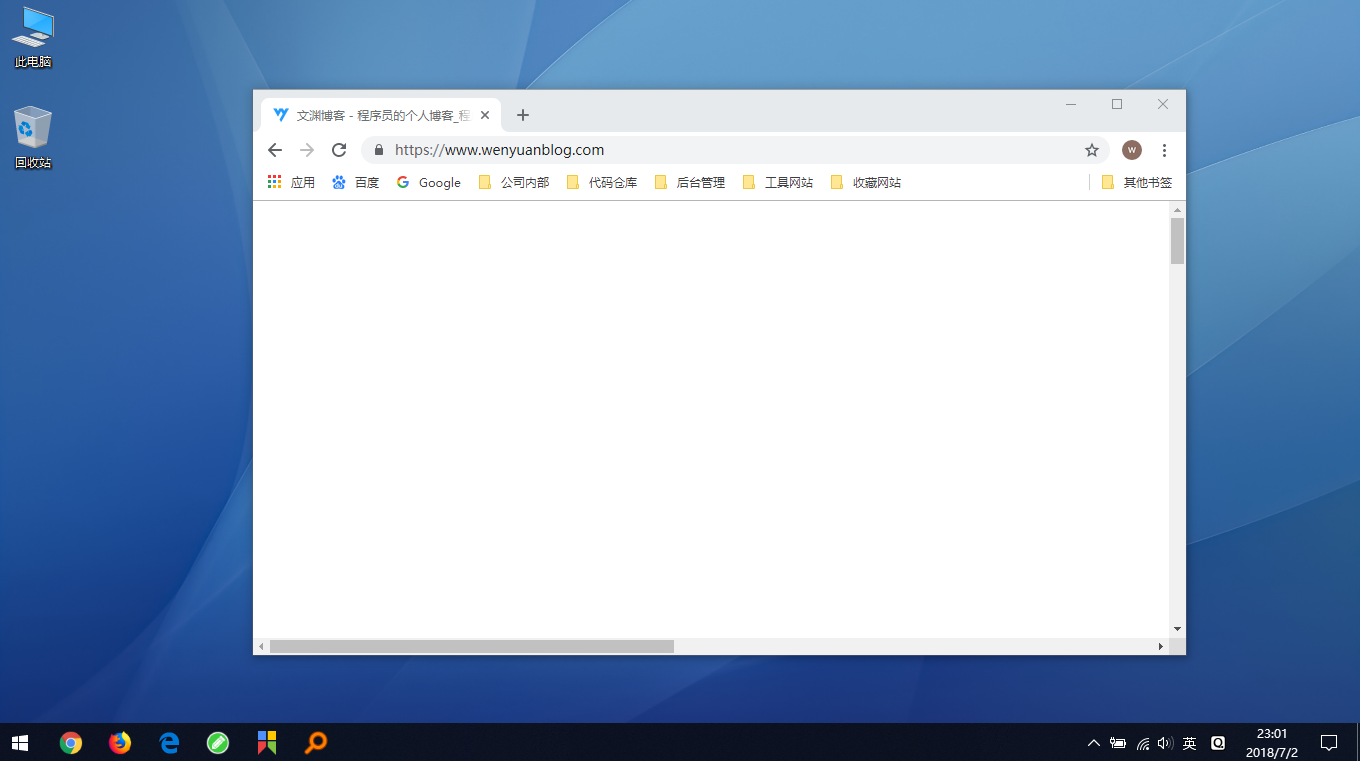 此电脑
回收站
文渊博客 - 程序员的个人博客_程
https://www.wenyuanblog.com
W
应用 百度 Google 公司内部 代码仓库 后台管理 工具网站 收藏网站 其他书签
英
23:01
2018/7/2